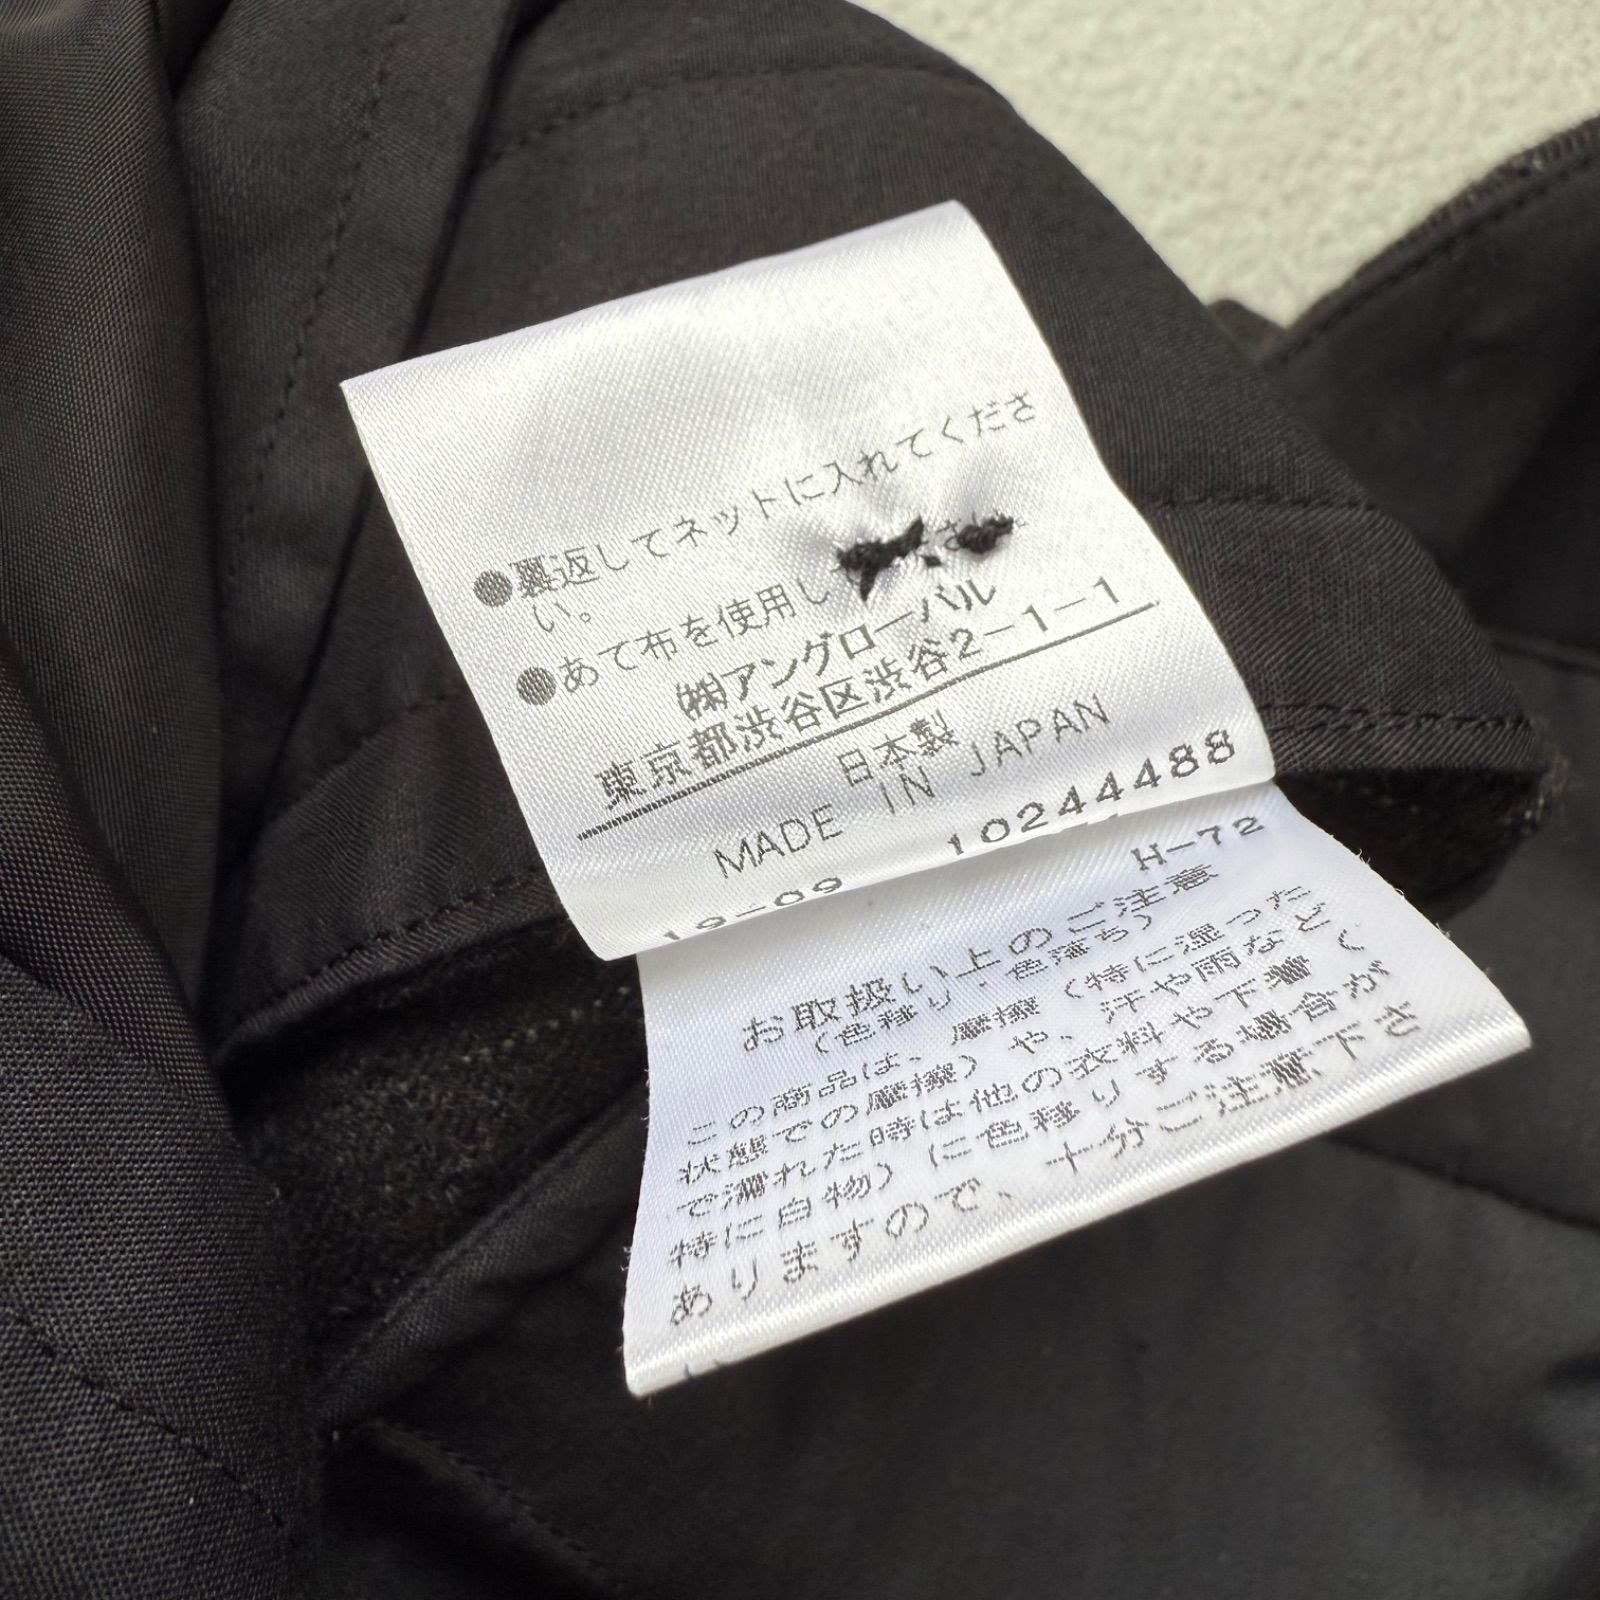 ●裏返してネットに入れてくださ
い。
●あて布を使用し
㈱アングローバル
東京都渋谷区渋谷2-1-1
日本製
MADE IN JAPAN
19-09 10244488
H-72
お取扱い上のご注意
(色移り・色落ち)
この商品は、摩擦(特に湿った
状態での摩擦)や、汗や雨などで
で濡れた時は他の衣料や下着(
特に白物)に色移りする場合が
ありますので、十分ご注意下さ